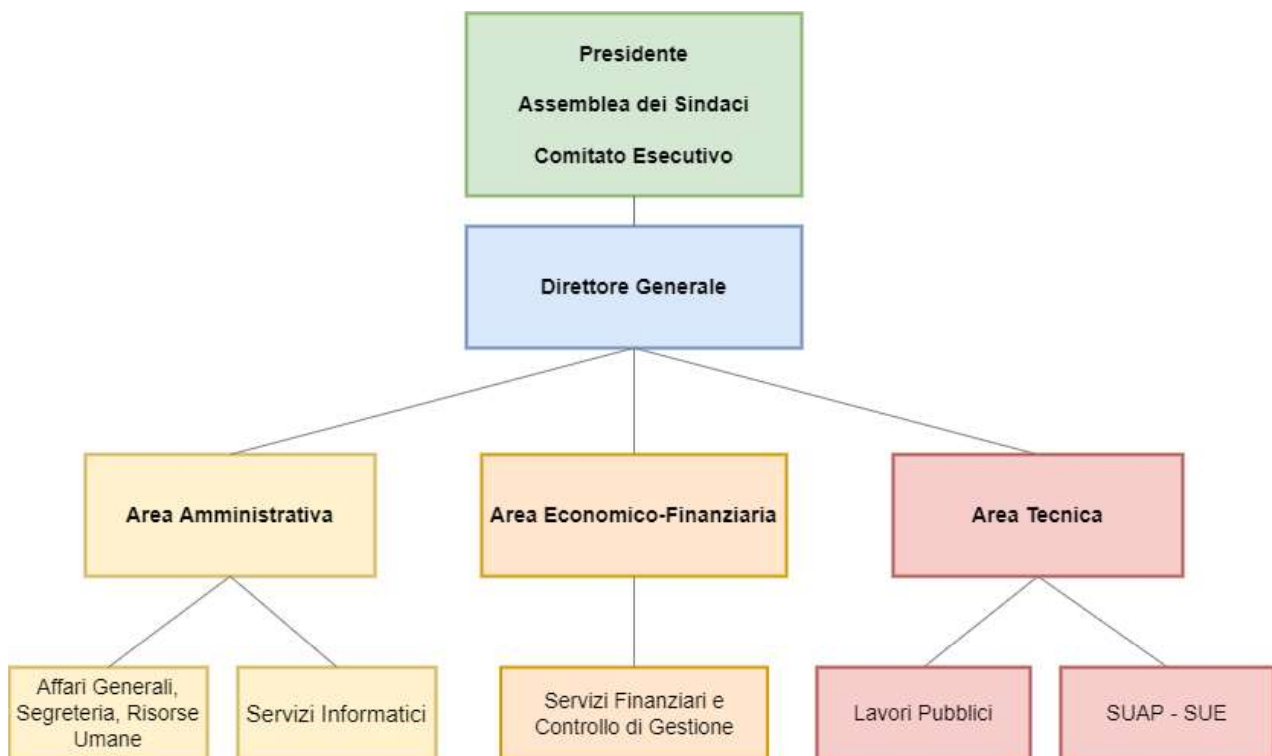 Presidente
Assemblea dei Sindaci
Comitato Esecutivo
Direttore Generale
Area Amministrativa
Area Economico-Finanziaria
Area Tecnica
Affari Generali,
Segreteria, Risorse
Umane
Servizi Informatici
Servizi Finanziari e
Controllo di Gestione
Lavori Pubblici
SUAP - SUE